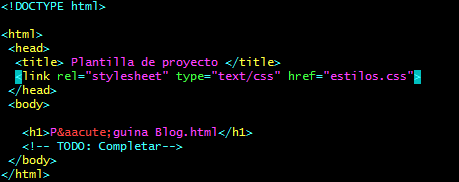 <!DOCTYPE html>
<html>
<head>
<title> Plantilla de proyecto </title>
<link rel="stylesheet" type="text/css" href="estilos.css">
</head>
<body>
<h1>P&aacute;guina Blog.html</h1>
<!-- TODO: Completar-->
</body>
</html>